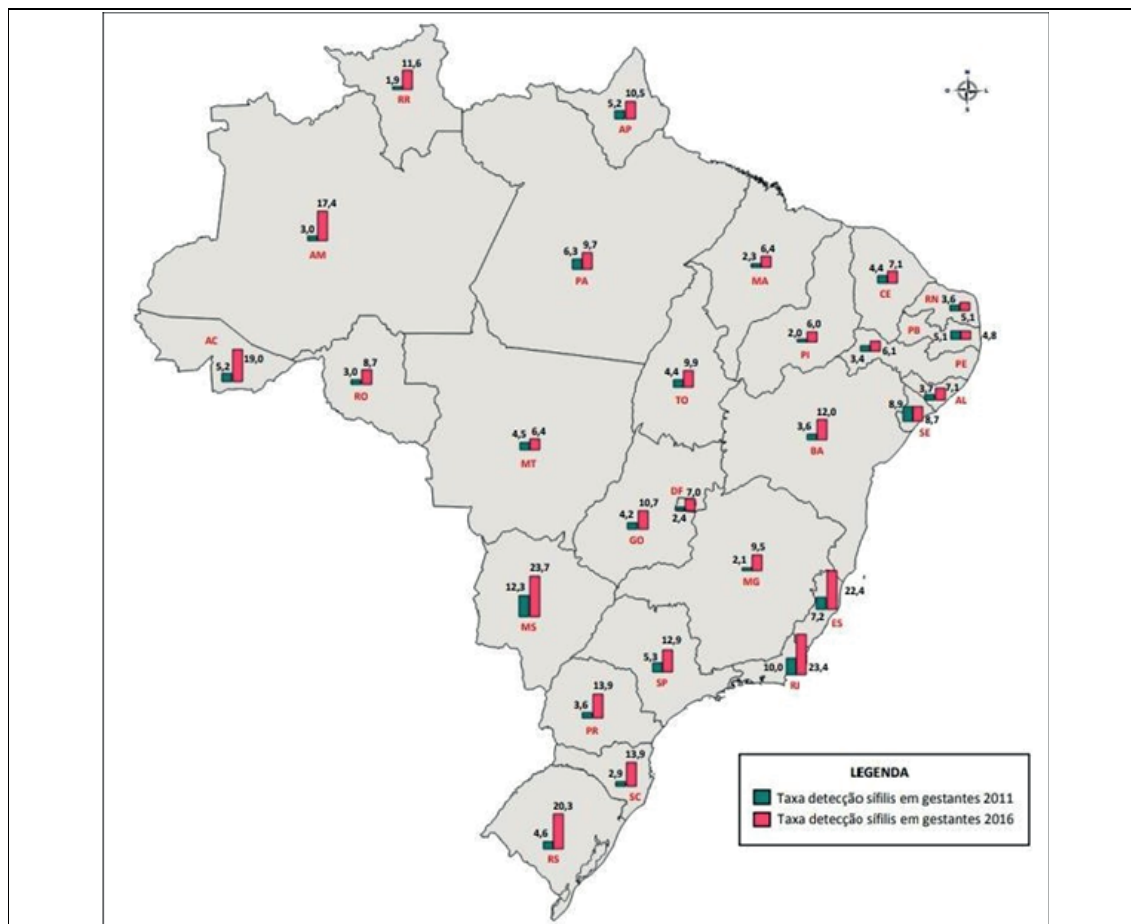 11,6
1,9
RR
10,5
5,2
AP
N
O L
S
17,4
3,0
AM
6,3 9,7
PA
2,3 6,4
MA
4,4 7,1
CE
RN 3,6
5,1
PB
5,1 4,8
PE
2,0 6,0
PI
3,4 6,1
AC
5,2 19,0
3,0 8,7
RO
4,4 9,9
TO
3,7 7,1
AL
8,9
8,7
SE
3,6 12,0
BA
4,5 6,4
MT
DF 7,0
2,4
4,2 10,7
GO
2,1 9,5
MG
12,3 23,7
MS
22,4
7,2
ES
5,3 12,9
SP
10,0 23,4
RJ
3,6 13,9
PR
2,9 13,9
SC
4,6 20,3
RS
LEGENDA
Taxa detecção sífilis em gestantes 2011
Taxa detecção sífilis em gestantes 2016